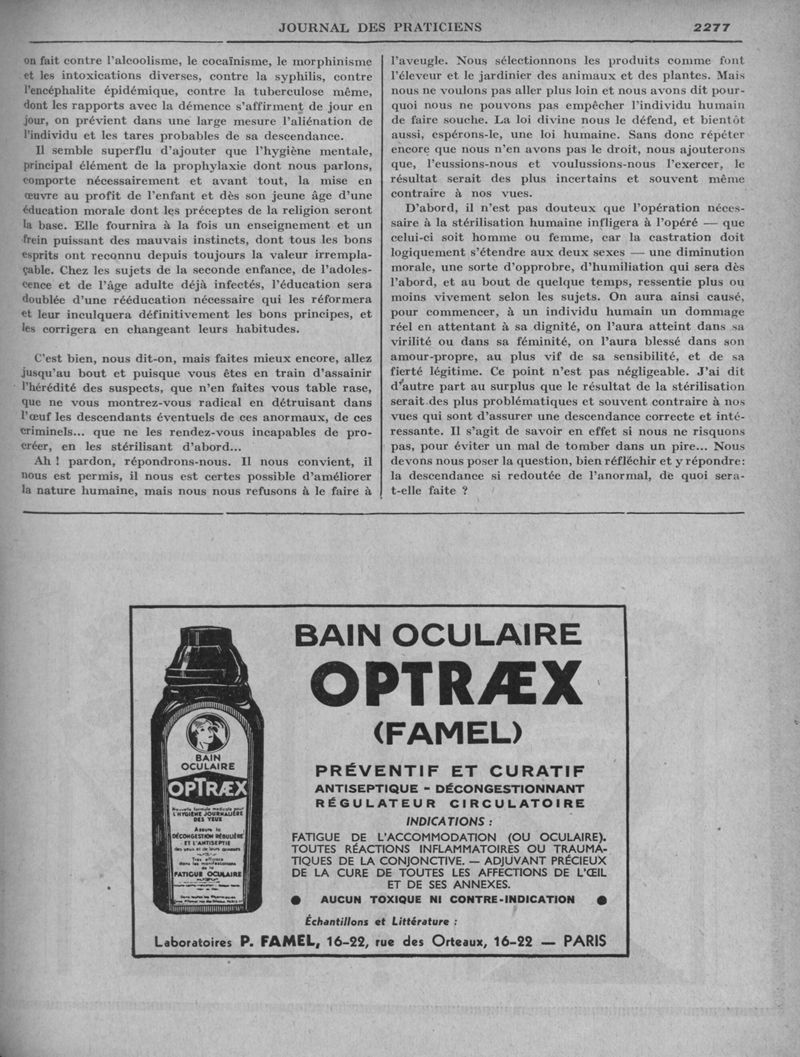 JOURNAL DES PRATICIENS 2277
on fait contre l'alcoolisme, le cocaïnisme, le morphinisme
et les intoxications diverses, contre la syphilis, contre
l'encéphalite épidémique, contre la tuberculose même,
dont les rapports avec la démence s'affirment de jour en
jour, on prévient dans une large mesure l'aliénation de
l'individu et les tares probables de sa descendance.
Il semble superflu d'ajouter que l'hygiène mentale,
principal élément de la prophylaxie dont nous parlons,
comporte nécessairement et avant tout, la mise en
œuvre au profit de l'enfant et dès son jeune âge d'une
éducation morale dont les préceptes de la religion seront
la base. Elle fournira à la fois un enseignement et un
frein puissant des mauvais instincts, dont tous les bons
esprits ont reconnu depuis toujours la valeur irrempla-
çable. Chez les sujets de la seconde enfance, de l'adoles-
cence et de l'âge adulte déjà infectés, l'éducation sera
doublée d'une rééducation nécessaire qui les réformera
et leur inculquera définitivement les bons principes, et
les corrigera en changeant leurs habitudes.
C'est bien, nous dit-on, mais faites mieux encore, allez
jusqu'au bout et puisque vous êtes en train d'assainir
l'hérédité des suspects, que n'en faites vous table rase,
que ne vous montrez-vous radical en détruisant dans
l'œuf les descendants éventuels de ces anormaux, de ces
criminels... que ne les rendez-vous incapables de pro-
créer, en les stérilisant d'abord...
Ah ! pardon, répondrons-nous. Il nous convient, il
nous est permis, il nous est certes possible d'améliorer
la nature humaine, mais nous nous refusons à le faire à
l'aveugle. Nous sélectionnons les produits comme font
l'éleveur et le jardinier des animaux et des plantes. Mais
nous ne voulons pas aller plus loin et nous avons dit pour-
quoi nous ne pouvons pas empêcher l'individu humain
de faire souche. La loi divine nous le défend, et bientôt
aussi, espérons-le, une loi humaine. Sans donc répéter
encore que nous n'en avons pas le droit, nous ajouterons
que, l'eussions-nous et voulussions-nous l'exercer, le
résultat serait des plus incertains et souvent même
contraire à nos vues.
D'abord, il n'est pas douteux que l'opération néces-
saire à la stérilisation humaine infligera à l'opéré — que
celui-ci soit homme ou femme, car la castration doit
logiquement s'étendre aux deux sexes — une diminution
morale, une sorte d'opprobre, d'humiliation qui sera dès
l'abord, et au bout de quelque temps, ressentie plus ou
moins vivement selon les sujets. On aura ainsi causé,
pour commencer, à un individu humain un dommage
réel en attentant à sa dignité, on l'aura atteint dans sa
virilité ou dans sa féminité, on l'aura blessé dans son
amour-propre, au plus vif de sa sensibilité, et de sa
fierté légitime. Ce point n'est pas négligeable. J'ai dit
d'autre part au surplus que le résultat de la stérilisation
serait des plus problématiques et souvent contraire à nos
vues qui sont d'assurer une descendance correcte et inté-
ressante. Il s'agit de savoir en effet si nous ne risquons
pas, pour éviter un mal de tomber dans un pire... Nous
devons nous poser la question, bien réfléchir et y répondre:
la descendance si redoutée de l'anormal, de quoi sera-
t-elle faite ?
BAIN
OCULAIRE
OPTRÆX
Nouvelle formule médicale pour
L'HYGIÈNE JOURNALIÈRE
DES YEUX
Assure la
DÉCONGESTION RÉGULIÈRE
ET L'ANTISEPTIE
des yeux et de leurs annexes
Très efficace
dans les manifestations
de la
FATIGUE OCULAIRE
BAIN OCULAIRE
OPTRÆX
(FAMEL)
PRÉVENTIF ET CURATIF
ANTISEPTIQUE - DÉCONGESTIONNANT
RÉGULATEUR CIRCULATOIRE
INDICATIONS :
FATIGUE DE L'ACCOMMODATION (OU OCULAIRE).
TOUTES RÉACTIONS INFLAMMATOIRES OU TRAUMA-
TIQUES DE LA CONJONCTIVE. — ADJUVANT PRÉCIEUX
DE LA CURE DE TOUTES LES AFFECTIONS DE L'ŒIL
ET DE SES ANNEXES.
● AUCUN TOXIQUE NI CONTRE-INDICATION ●
Échantillons et Littérature :
Laboratoires P. FAMEL, 16-22, rue des Orteaux, 16-22 — PARIS